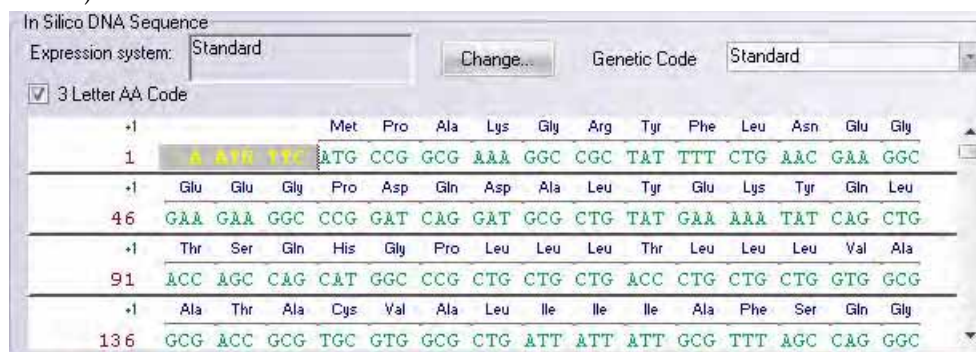 In Silico DNA Sequence
Expression system: Standard Change... Genetic Code Standard
3 Letter AA Code
+1 Met Pro Ala Lys Gly Arg Tyr Phe Leu Asn Glu Gly
1 ATG CCG GCG AAA GGC CGC TAT TTT CTG AAC GAA GGC
+1 Glu Glu Gly Pro Asp Gln Asp Ala Leu Tyr Glu Lys Tyr Gln Leu
46 GAA GAA GGC CCG GAT CAG GAT GCG CTG TAT GAA AAA TAT CAG CTG
+1 Thr Ser Gln His Gly Pro Leu Leu Leu Thr Leu Leu Leu Val Ala
91 ACC AGC CAG CAT GGC CCG CTG CTG CTG ACC CTG CTG CTG GTG GCG
+1 Ala Thr Ala Cys Val Ala Leu Ile Ile Ile Ala Phe Ser Gln Gly
136 GCG ACC GCG TGC GTG GCG CTG ATT ATT ATT GCG TTT AGC CAG GGC